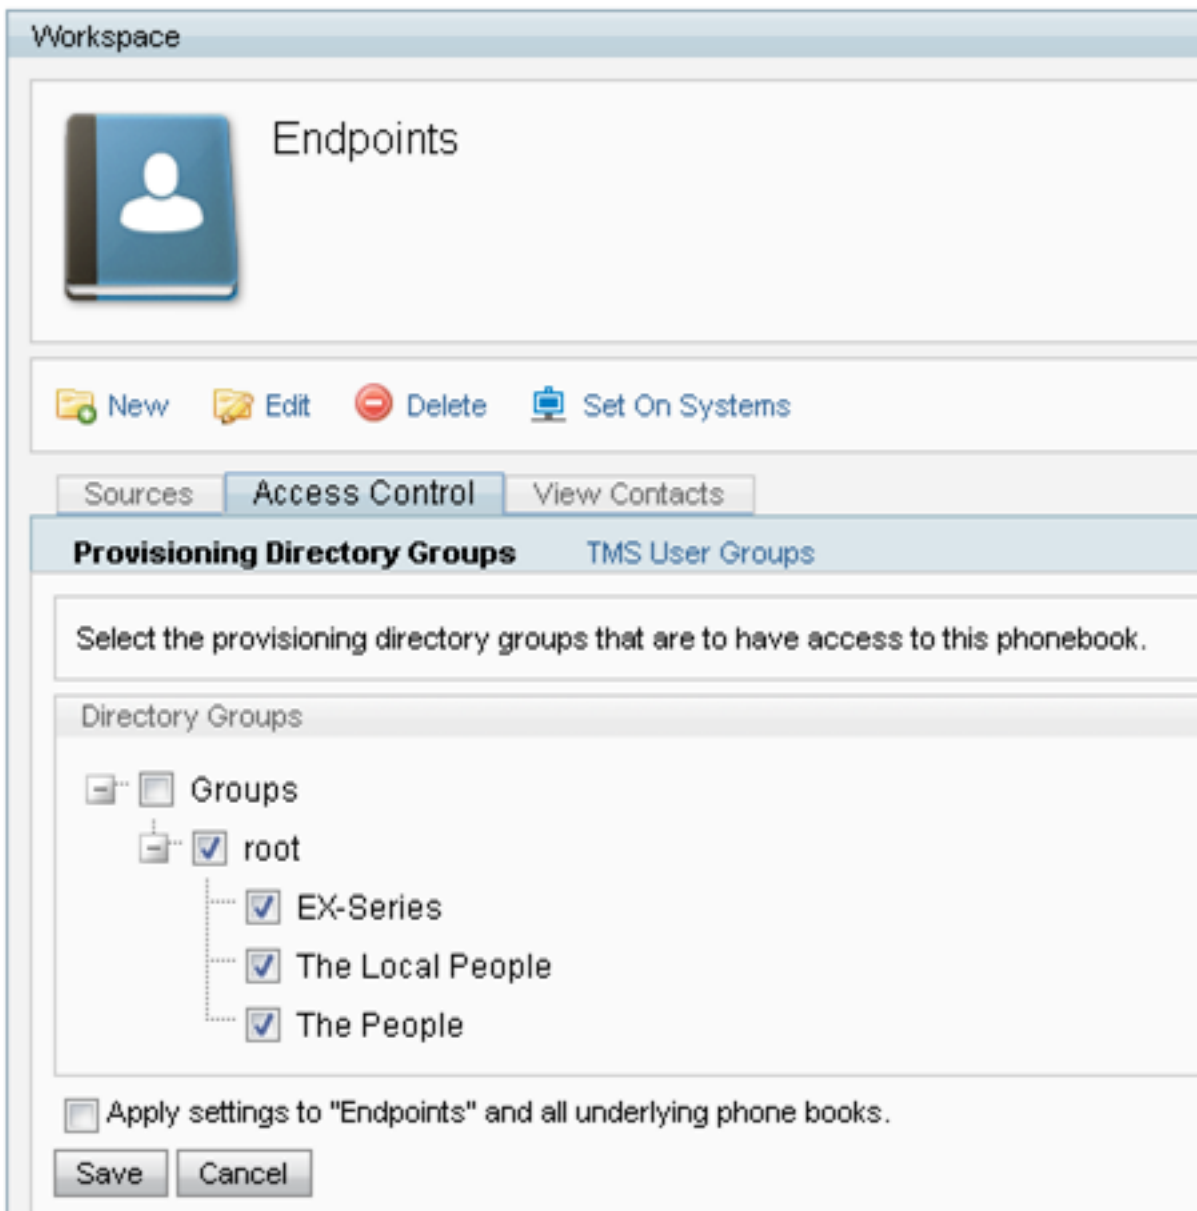 Workspace
Endpoints
New Edit Delete Set On Systems
Sources Access Control View Contacts
Provisioning Directory Groups TMS User Groups
Select the provisioning directory groups that are to have access to this phonebook.
Directory Groups
Groups
root
EX-Series
The Local People
The People
Apply settings to "Endpoints" and all underlying phone books.
Save Cancel